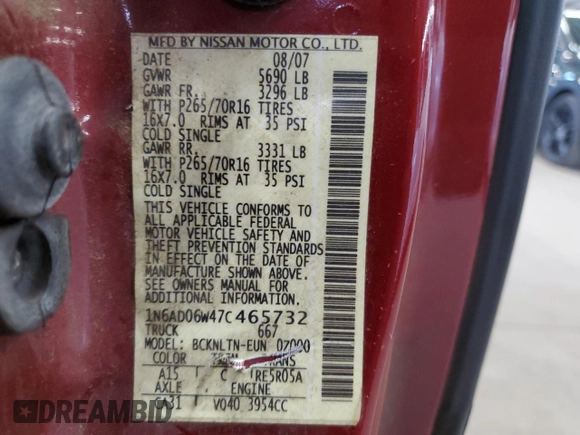 MFD BY NISSAN MOTOR CO., LTD.
DATE 08/07
GVWR 5690 LB
GAWR FR. 3296 LB
WITH P265/70R16 TIRES
16X7.0 RIMS AT 35 PSI
COLD SINGLE
GAWR RR. 3331 LB
WITH P265/70R16 TIRES
16X7.0 RIMS AT 35 PSI
COLD SINGLE
THIS VEHICLE CONFORMS TO
ALL APPLICABLE FEDERAL
MOTOR VEHICLE SAFETY AND
THEFT PREVENTION STANDARDS
IN EFFECT ON THE DATE OF
MANUFACTURE SHOWN ABOVE.
SEE OWNERS MANUAL FOR
ADDITIONAL INFORMATION.
1N6AD06W47C465732
TRUCK 667
MODEL: BCKNLTN-EUN
COLOR TRIM TRANS
A15 C RE5R05A
AXLE ENGINE
CA31 VQ40 3954CC
DREAMBID